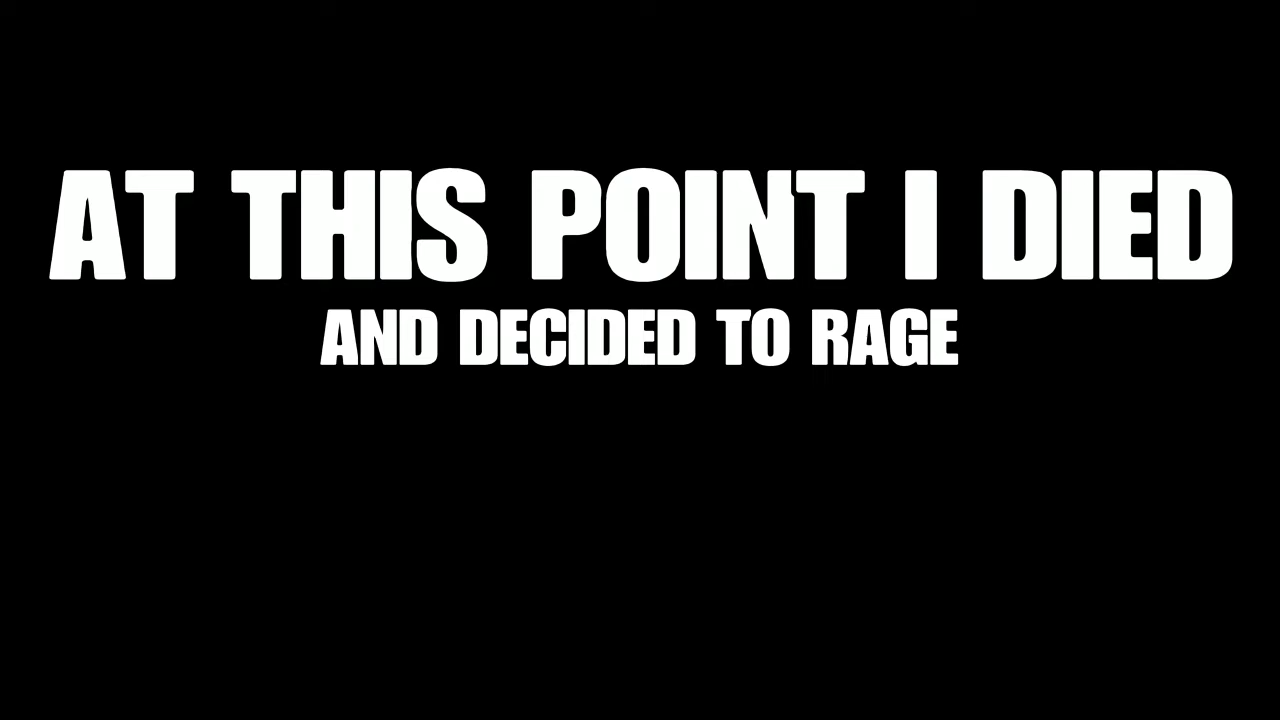 AT THIS POINT I DIED
AND DECIDED TO RAGE